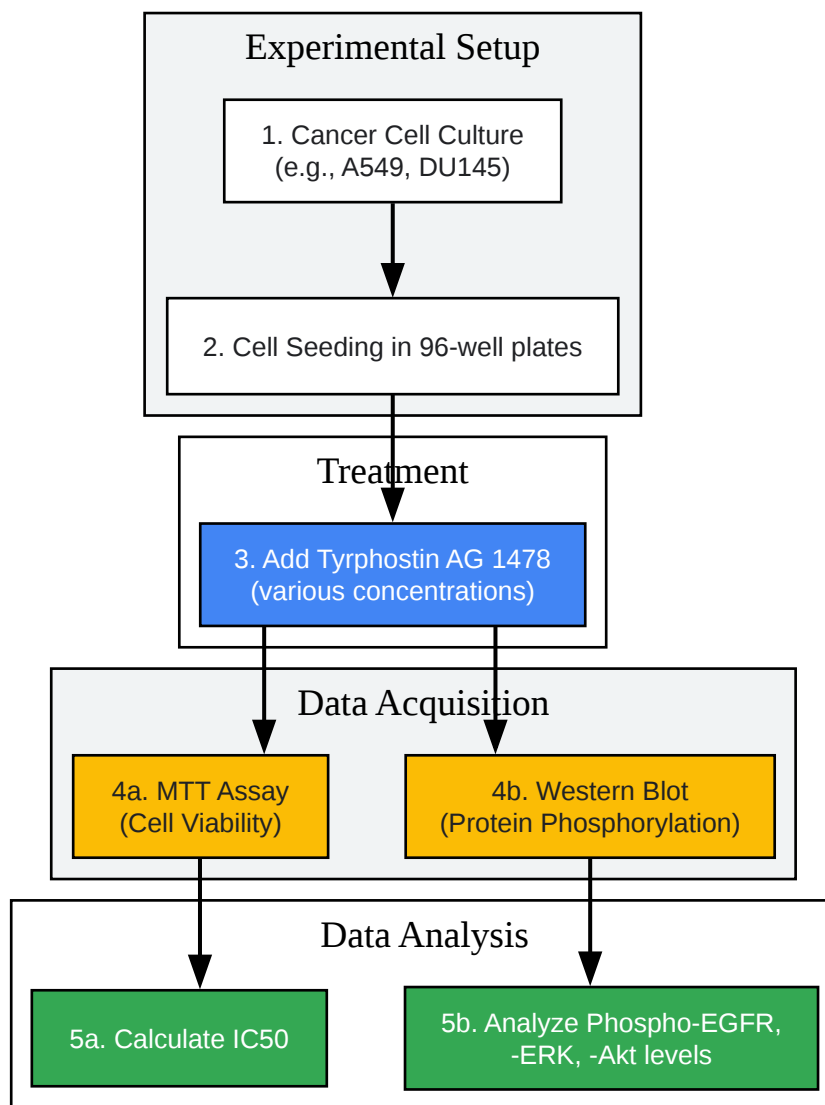 Experimental Setup
1. Cancer Cell Culture
(e.g., A549, DU145)
2. Cell Seeding in 96-well plates
Treatment
3. Add Tyrphostin AG 1478
(various concentrations)
Data Acquisition
4a. MTT Assay
(Cell Viability)
4b. Western Blot
(Protein Phosphorylation)
Data Analysis
5a. Calculate IC50
5b. Analyze Phospho-EGFR,
-ERK, -Akt levels